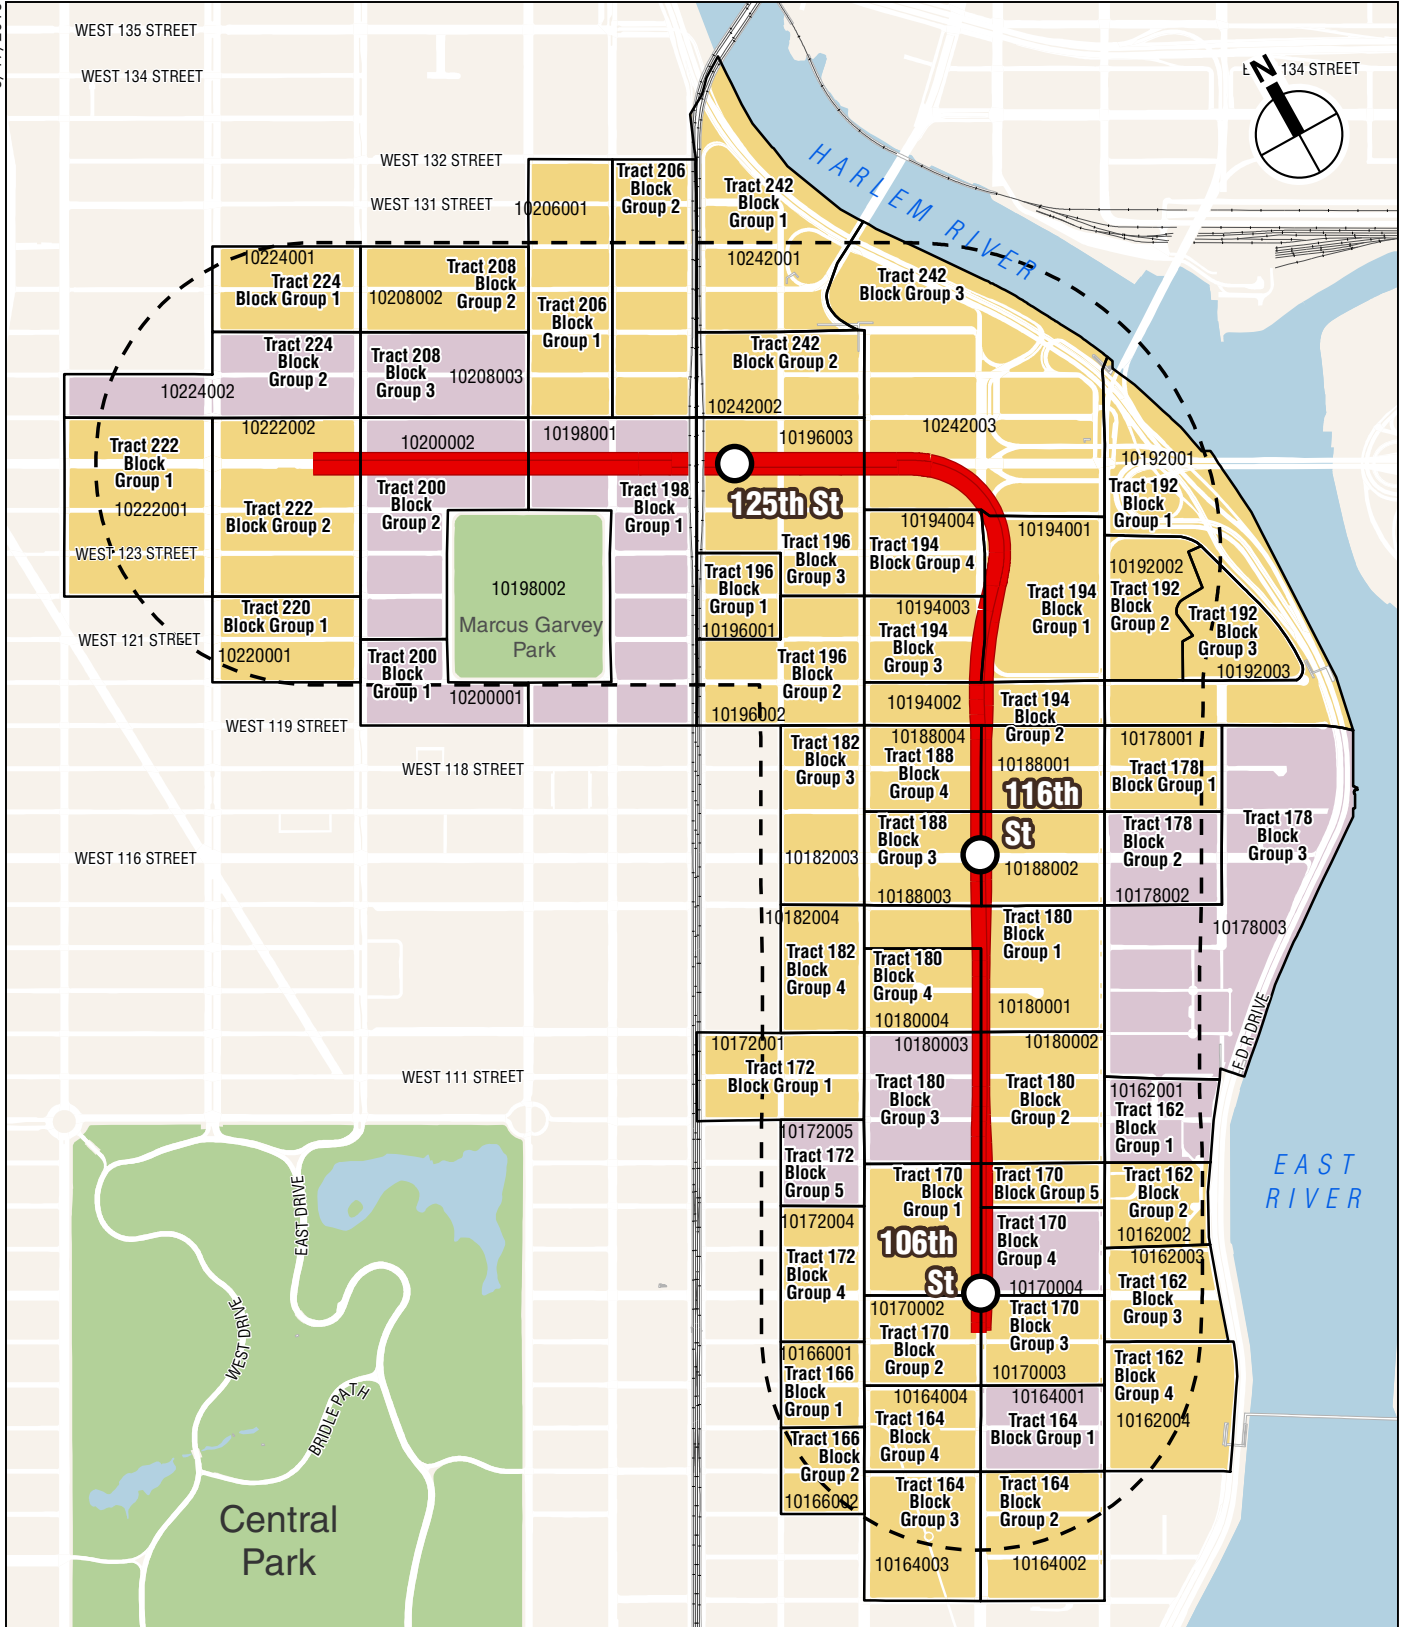 WEST 135 STREET
WEST 134 STREET
N
134 STREET
HARLEM RIVER
WEST 132 STREET
WEST 131 STREET
10206001
Tract 206
Block
Group 2
Tract 242
Block
Group 1
10242001
10224001
Tract 224
Block Group 1
10208002
Tract 208
Block
Group 2
Tract 206
Block
Group 1
Tract 242
Block Group 3
Tract 224
Block
Group 2
10224002
Tract 208
Block
Group 3
10208003
Tract 242
Block Group 2
10242002
10242003
Tract 222
Block
Group 1
10222001
WEST 123 STREET
10222002
Tract 222
Block Group 2
10200002
Tract 200
Block
Group 2
10198001
Tract 198
Block
Group 1
10196003
125th St
Tract 196
Block
Group 3
10192001
Tract 192
Block
Group 1
10194004
Tract 194
Block Group 4
10194001
Tract 194
Block
Group 1
10192002
Tract 192
Block
Group 2
Tract 192
Block
Group 3
10192003
10198002
Marcus Garvey
Park
Tract 196
Block
Group 1
10196001
10194003
Tract 194
Block
Group 3
Tract 220
Block Group 1
10220001
WEST 121 STREET
Tract 200
Block
Group 1
10200001
Tract 196
Block
Group 2
10196002
10194002
Tract 194
Block
Group 2
WEST 119 STREET
WEST 118 STREET
Tract 182
Block
Group 3
10182003
10188004
Tract 188
Block
Group 4
10188001
116th
St
10178001
Tract 178
Block Group 1
Tract 188
Block
Group 3
10188003
10188002
Tract 178
Block
Group 2
10178002
Tract 178
Block
Group 3
10178003
WEST 116 STREET
10182004
Tract 182
Block
Group 4
Tract 180
Block
Group 4
10180004
Tract 180
Block
Group 1
10180001
F D R DRIVE
10172001
Tract 172
Block Group 1
10180003
Tract 180
Block
Group 3
10180002
Tract 180
Block
Group 2
WEST 111 STREET
10162001
Tract 162
Block
Group 1
10172005
Tract 172
Block
Group 5
Tract 170
Block
Group 1
Tract 170
Block Group 5
Tract 162
Block
Group 2
10162002
EAST
RIVER
10172004
Tract 172
Block
Group 4
106th
St
Tract 170
Block
Group 4
10170004
10162003
Tract 162
Block
Group 3
EAST DRIVE
WEST DRIVE
BRIDLE PATH
10170002
Tract 170
Block
Group 2
Tract 170
Block
Group 3
10170003
10166001
Tract 166
Block
Group 1
Tract 162
Block
Group 4
10162004
10164004
Tract 164
Block
Group 4
10164001
Tract 164
Block Group 1
Tract 166
Block
Group 2
10166002
Tract 164
Block
Group 3
10164003
Tract 164
Block
Group 2
10164002
Central
Park